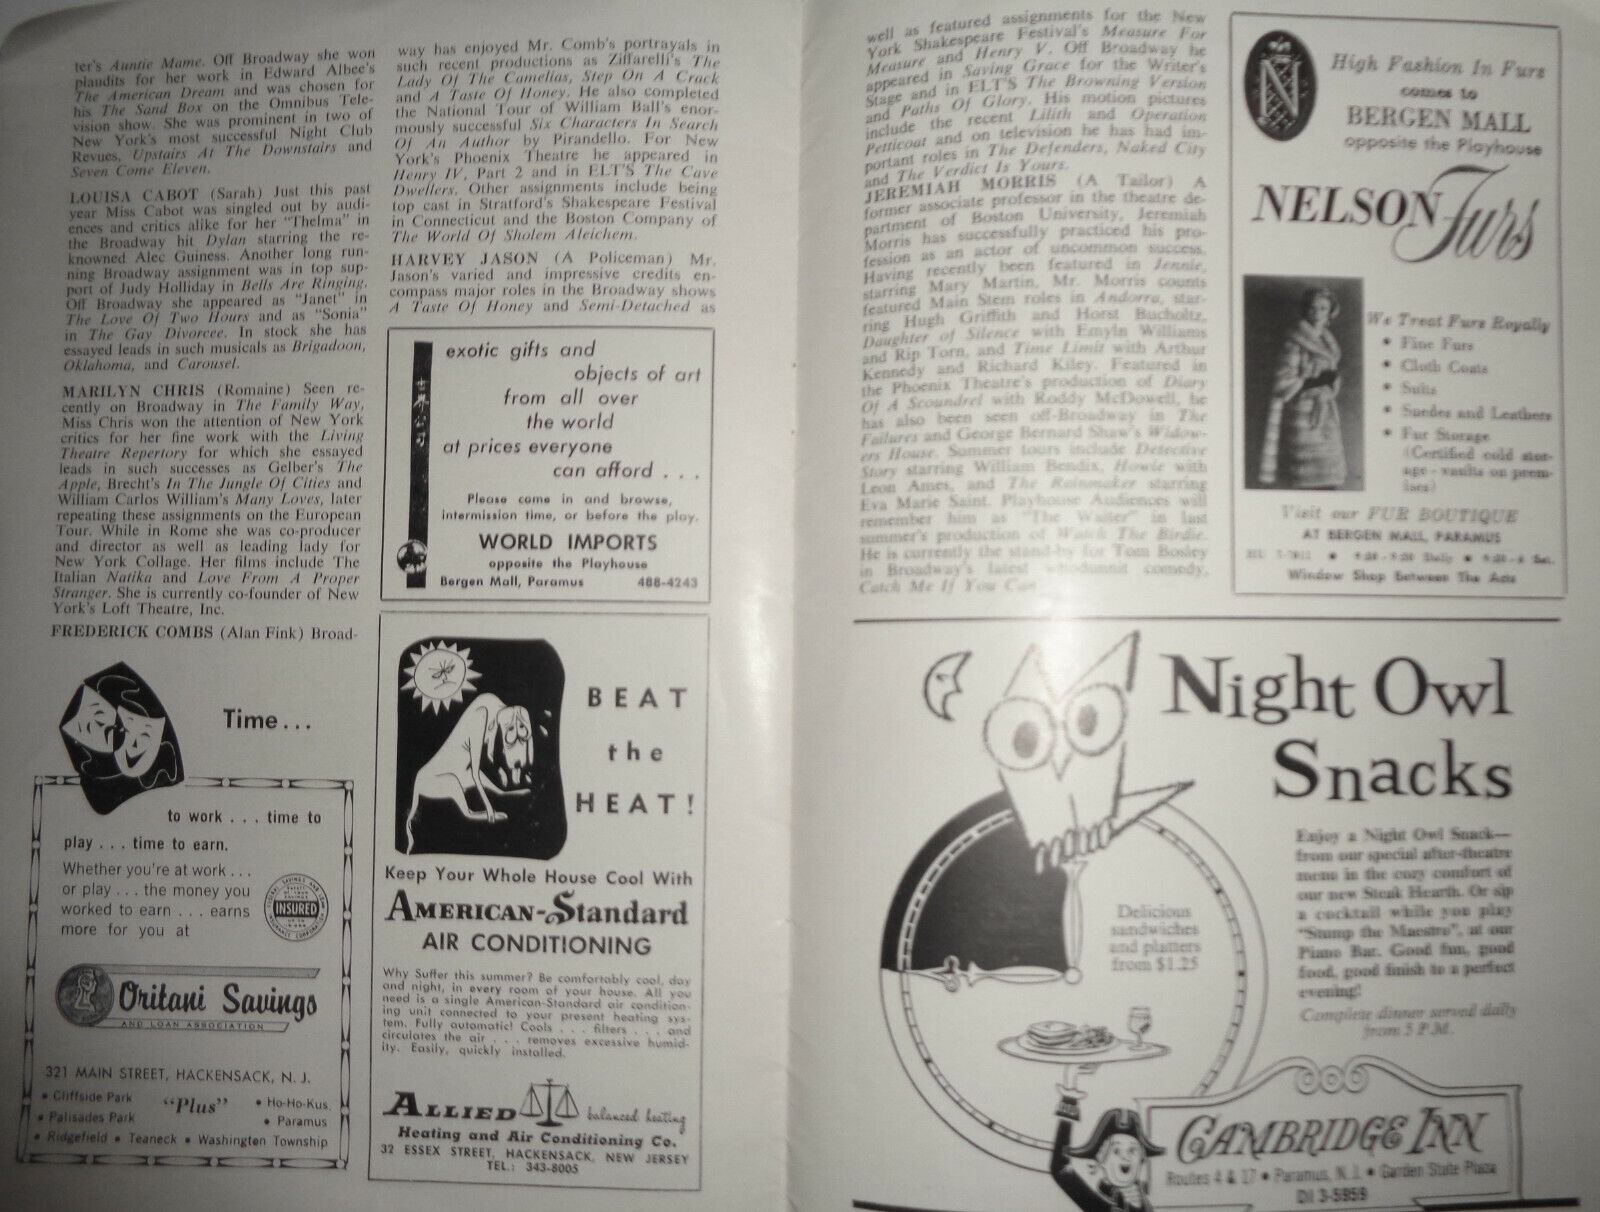 ter's Auntie Mame. Off Broadway she won
plaudits for her work in Edward Albee's
The American Dream and was chosen for
his The Sand Box on the Omnibus Tele-
vision show. She was prominent in two of
New York's most successful Night Club
Revues, Upstairs At The Downstairs and
Seven Come Eleven.
LOUISA CABOT (Sarah) Just this past
year Miss Cabot was singled out by audi-
ences and critics alike for her "Thelma" in
the Broadway hit Dylan starring the re-
knowned Alec Guiness. Another long run-
ning Broadway assignment was in top sup-
port of Judy Holliday in Bells Are Ringing.
Off Broadway she appeared as "Janet" in
The Love Of Two Hours and as "Sonia"
in The Gay Divorcee. In stock she has
essayed leads in such musicals as Brigadoon,
Oklahoma, and Carousel.
MARILYN CHRIS (Romaine) Seen re-
cently on Broadway in The Family Way,
Miss Chris won the attention of New York
critics for her fine work with the Living
Theatre Repertory for which she essayed
leads in such successes as Gelber's The
Apple, Brecht's In The Jungle Of Cities and
William Carlos William's Many Loves, later
repeating these assignments on the European
Tour. While in Rome she was co-producer
and director as well as leading lady for
New York Collage. Her films include The
Italian Natika and Love From A Proper
Stranger. She is currently co-founder of New
York's Loft Theatre, Inc.
FREDERICK COMBS (Alan Fink) Broad-
Time...
to work . . . time to
play . . . time to earn.
Whether you're at work . . .
or play . . . the money you
worked to earn . . . earns
more for you at
INSURED
Oritani Savings
AND LOAN ASSOCIATION
321 MAIN STREET, HACKENSACK, N. J.
• Cliffside Park "Plus" • Ho-Ho-Kus
• Palisades Park • Paramus
• Ridgefield • Teaneck • Washington Township
way has enjoyed Mr. Comb's portrayals in
such recent productions as Ziffarelli's The
Lady Of The Camellas, Step On A Crack
and A Taste Of Honey. He also completed
the National Tour of William Ball's enor-
mously successful Six Characters In Search
Of An Author by Pirandello. For New
York's Phoenix Theatre he appeared in
Henry IV, Part 2 and in ELT'S The Cave
Dwellers. Other assignments include being
top cast in Stratford's Shakespeare Festival
in Connecticut and the Boston Company of
The World Of Sholem Aleichem.
HARVEY JASON (A Policeman) Mr.
Jason's varied and impressive credits en-
compass major roles in the Broadway shows
A Taste Of Honey and Semi-Detached as
exotic gifts and
objects of art
from all over
the world
at prices everyone
can afford . . .
Please come in and browse,
intermission time, or before the play.
WORLD IMPORTS
opposite the Playhouse
Bergen Mall, Paramus 488-4243
BEAT
the
HEAT!
Keep Your Whole House Cool With
AMERICAN-Standard
AIR CONDITIONING
Why Suffer this summer? Be comfortably cool, day
and night, in every room of your house. All you
need is a single American-Standard air condition-
ing unit connected to your present heating sys-
tem. Fully automatic! Cools . . . filters . . . and
circulates the air . . . removes excessive humid-
ity. Easily, quickly installed.
ALLIED balanced heating
Heating and Air Conditioning Co.
32 ESSEX STREET, HACKENSACK, NEW JERSEY
TEL.: 343-8005
well as featured assignments for the New
York Shakespeare Festival's Measure For
Measure and Henry V. Off Broadway he
appeared in Saving Grace for the Writer's
Stage and in ELT'S The Browning Version
and Paths Of Glory. His motion pictures
include the recent Lilith and Operation
Petticoat and on television he has had im-
portant roles in The Defenders, Naked City
and The Verdict Is Yours.
JEREMIAH MORRIS (A Tailor) A
former associate professor in the theatre de-
partment of Boston University, Jeremiah
Morris has successfully practiced his pro-
fession as an actor of uncommon success.
Having recently been featured in Jennie,
starring Mary Martin, Mr. Morris counts
featured Main Stem roles in Andorra, star-
ring Hugh Griffith and Horst Bucholtz,
Daughter of Silence with Emyln Williams
and Rip Torn, and Time Limit with Arthur
Kennedy and Richard Kiley. Featured in
the Phoenix Theatre's production of Diary
Of A Scoundrel with Roddy McDowell, he
has also been seen off-Broadway in The
Failures and George Bernard Shaw's Widow-
ers House. Summer tours include Detective
Story starring William Bendix, Howie with
Leon Ames, and The Rainmaker starring
Eva Marie Saint. Playhouse Audiences will
remember him as "The Waiter" in last
summer's production of Watch The Birdie.
He is currently the stand-by for Tom Bosley
in Broadway's latest whodunnit comedy,
Catch Me If You Can.
N
High Fashion In Furs
comes to
BERGEN MALL
opposite the Playhouse
NELSON Furs
We Treat Furs Royally
• Fine Furs
• Cloth Coats
• Suits
• Suedes and Leathers
• Fur Storage
(Certified cold stor-
age - vaults on prem-
ises)
Visit our FUR BOUTIQUE
AT BERGEN MALL, PARAMUS
Window Shop Between The Acts
Night Owl
Snacks
Enjoy a Night Owl Snack—
from our special after-theatre
menu in the cozy comfort of
our new Steak Hearth. Or sip
a cocktail while you play
"Stump the Maestro", at our
Piano Bar. Good fun, good
food, good finish to a perfect
evening!
Complete dinner served daily
from 5 P.M.
Delicious
sandwiches
and platters
from $1.25
CAMBRIDGE INN
Routes 4 & 17 • Paramus, N. J. • Garden State Plaza
DI 3-5959